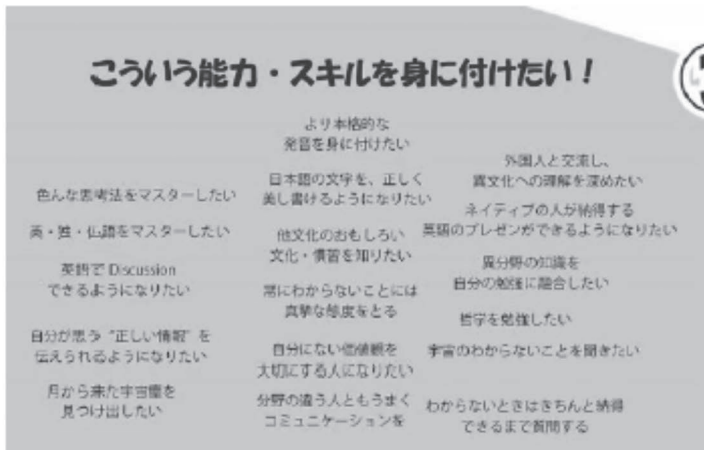 こういう能力・スキルを身に付けたい！
より本格的な
発音を身に付けたい
外国人と交流し、
異文化への理解を深めたい
色んな思考法をマスターしたい
日本語の文字を、正しく
美し書けるようになりたい
ネイティブの人が納得する
英語のプレゼンができるようになりたい
英・独・仏語をマスターしたい
他文化のおもしろい
文化・慣習を知りたい
異分野の知識を
自分の勉強に融合したい
英語で Discussion
できるようになりたい
常にわからないことには
真摯な態度をとる
哲学を勉強したい
自分が思う“正しい情報”を
伝えられるようになりたい
自分にない価値観を
大切にする人になりたい
宇宙のわからないことを聞きたい
月から来た宇宙塵を
見つけ出したい
分野の違う人ともうまく
コミュニケーションを
わからないときはきちんと納得
できるまで質問する